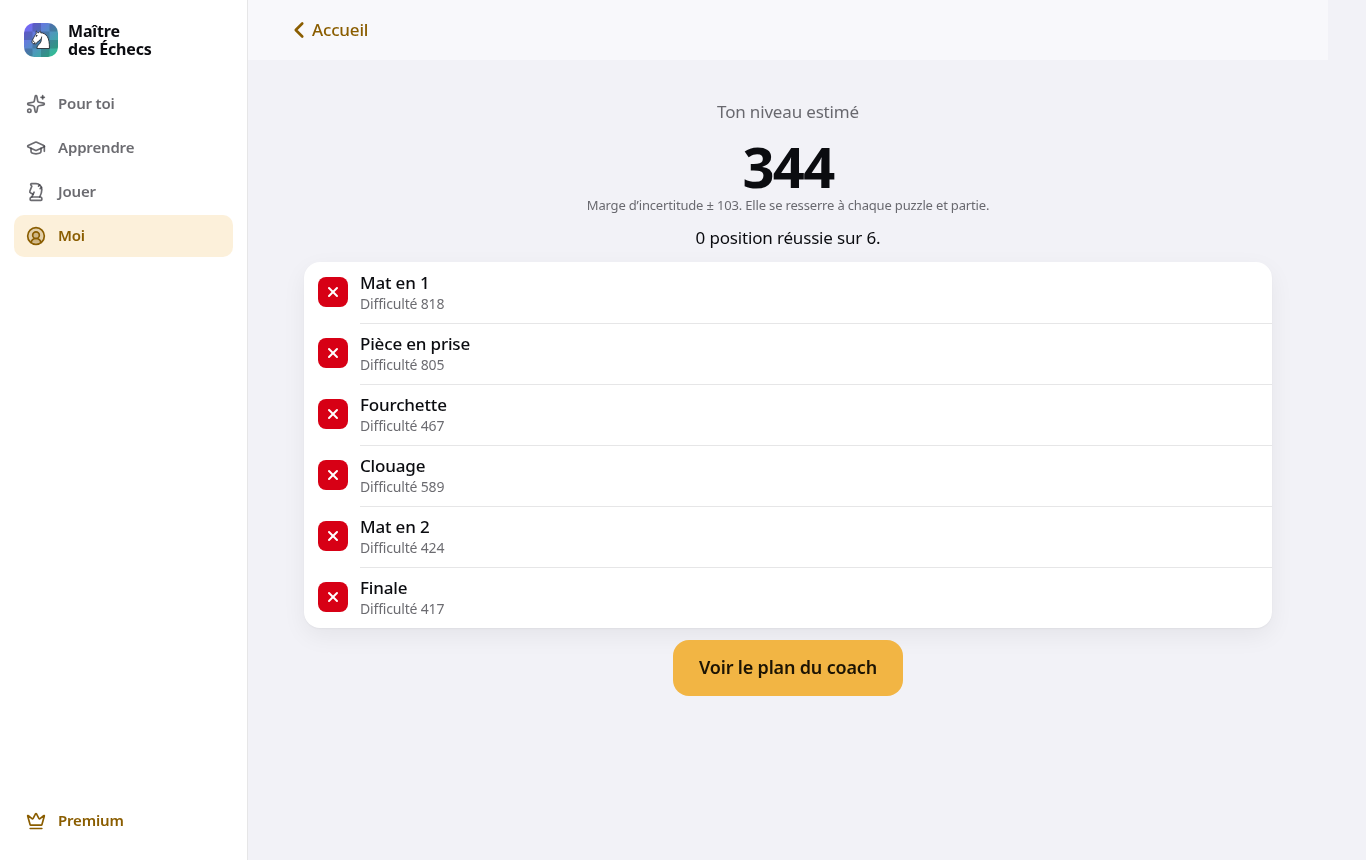 Maître
des Échecs
Pour toi
Apprendre
Jouer
Moi
Premium
Accueil
Ton niveau estimé
344
Marge d’incertitude ± 103. Elle se resserre à chaque puzzle et partie.
0 position réussie sur 6.
Mat en 1
Difficulté 818
Pièce en prise
Difficulté 805
Fourchette
Difficulté 467
Clouage
Difficulté 589
Mat en 2
Difficulté 424
Finale
Difficulté 417
Voir le plan du coach